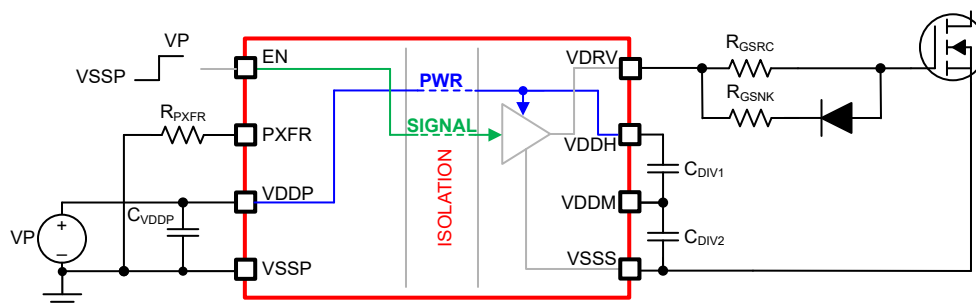 VP
VSSP
EN
VDRV
RGSRC
PWR
RGSNK
RPXFR
PXFR
SIGNAL
VDDH
CDIV1
VDDP
ISOLATION
VDDM
CVDDP
VP
+
–
CDIV2
VSSP
VSSS